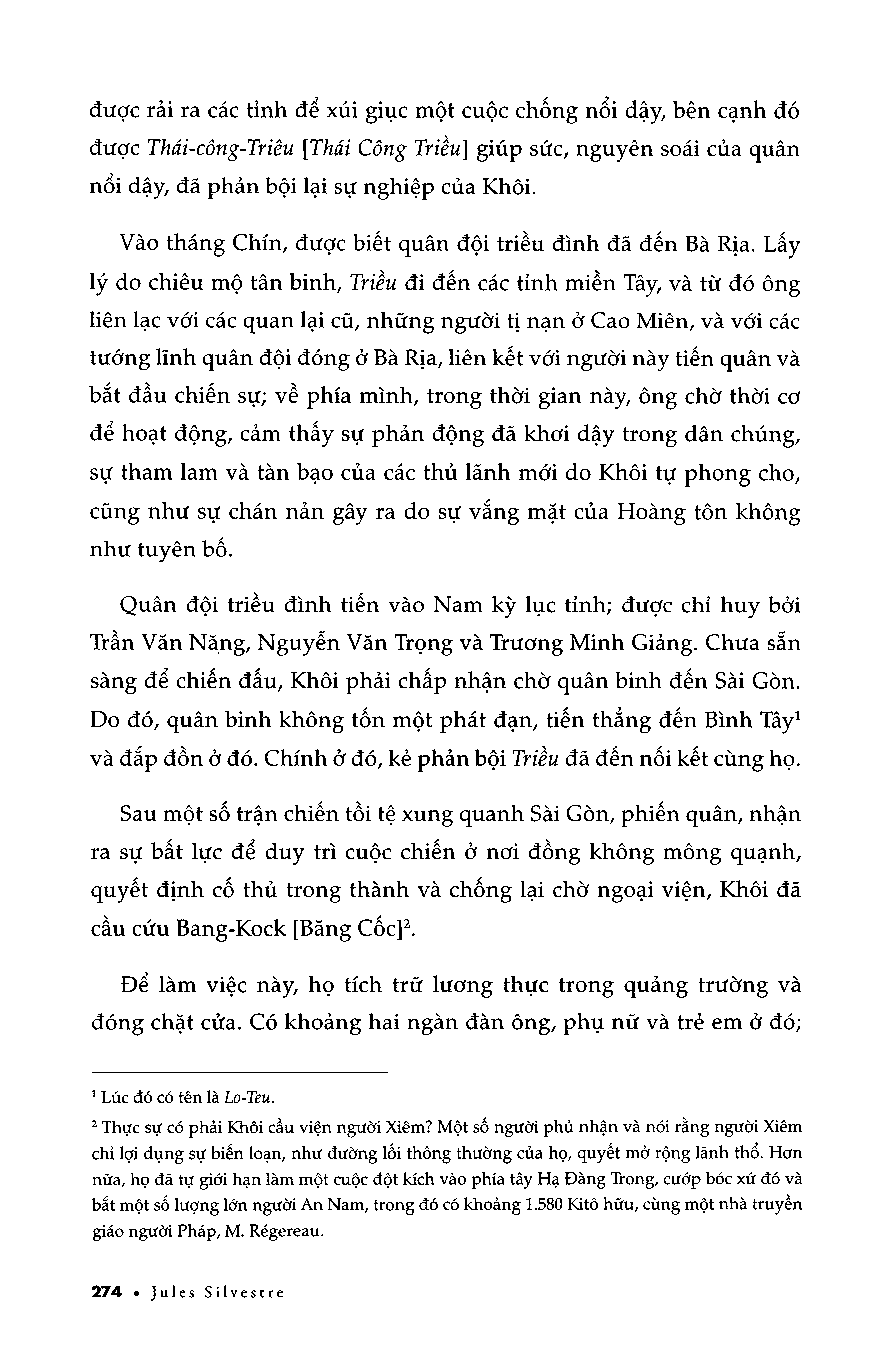 được rải ra các tỉnh để xúi giục một cuộc chống nổi dậy, bên cạnh đó
được Thái-công-Triêu [Thái Công Triều] giúp sức, nguyên soái của quân
nổi dậy, đã phản bội lại sự nghiệp của Khôi.
Vào tháng Chín, được biết quân đội triều đình đã đến Bà Rịa. Lấy
lý do chiêu mộ tân binh, Triều đi đến các tỉnh miền Tây, và từ đó ông
liên lạc với các quan lại cũ, những người tị nạn ở Cao Miên, và với các
tướng lĩnh quân đội đóng ở Bà Rịa, liên kết với người này tiến quân và
bắt đầu chiến sự; về phía mình, trong thời gian này, ông chờ thời cơ
để hoạt động, cảm thấy sự phản động đã khơi dậy trong dân chúng,
sự tham lam và tàn bạo của các thủ lãnh mới do Khôi tự phong cho,
cũng như sự chán nản gây ra do sự vắng mặt của Hoàng tôn không
như tuyên bố.
Quân đội triều đình tiến vào Nam kỳ lục tỉnh; được chỉ huy bởi
Trần Văn Nặng, Nguyễn Văn Trọng và Trương Minh Giảng. Chưa sẵn
sàng để chiến đấu, Khôi phải chấp nhận chờ quân binh đến Sài Gòn.
Do đó, quân binh không tốn một phát đạn, tiến thẳng đến Bình Tây¹
và đắp đồn ở đó. Chính ở đó, kẻ phản bội Triều đã đến nối kết cùng họ.
Sau một số trận chiến tồi tệ xung quanh Sài Gòn, phiến quân, nhận
ra sự bất lực để duy trì cuộc chiến ở nơi đồng không mông quạnh,
quyết định cố thủ trong thành và chống lại chờ ngoại viện, Khôi đã
cầu cứu Bang-Kock [Băng Cốc]².
Để làm việc này, họ tích trữ lương thực trong quảng trường và
đóng chặt cửa. Có khoảng hai ngàn đàn ông, phụ nữ và trẻ em ở đó;
¹ Lúc đó có tên là Lo-Teu.
² Thực sự có phải Khôi cầu viện người Xiêm? Một số người phủ nhận và nói rằng người Xiêm
chỉ lợi dụng sự biến loạn, như đường lối thông thường của họ, quyết mở rộng lãnh thổ. Hơn
nữa, họ đã tự giới hạn làm một cuộc đột kích vào phía tây Hạ Đàng Trong, cướp bóc xứ đó và
bắt một số lượng lớn người An Nam, trong đó có khoảng 1.580 Kitô hữu, cùng một nhà truyền
giáo người Pháp, M. Régereau.
274 • Jules Silvestre